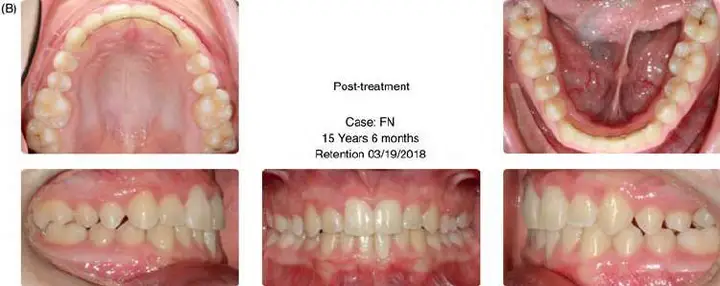 (B)
Post-treatment
Case: FN
15 Years 6 months
Retention 03/19/2018